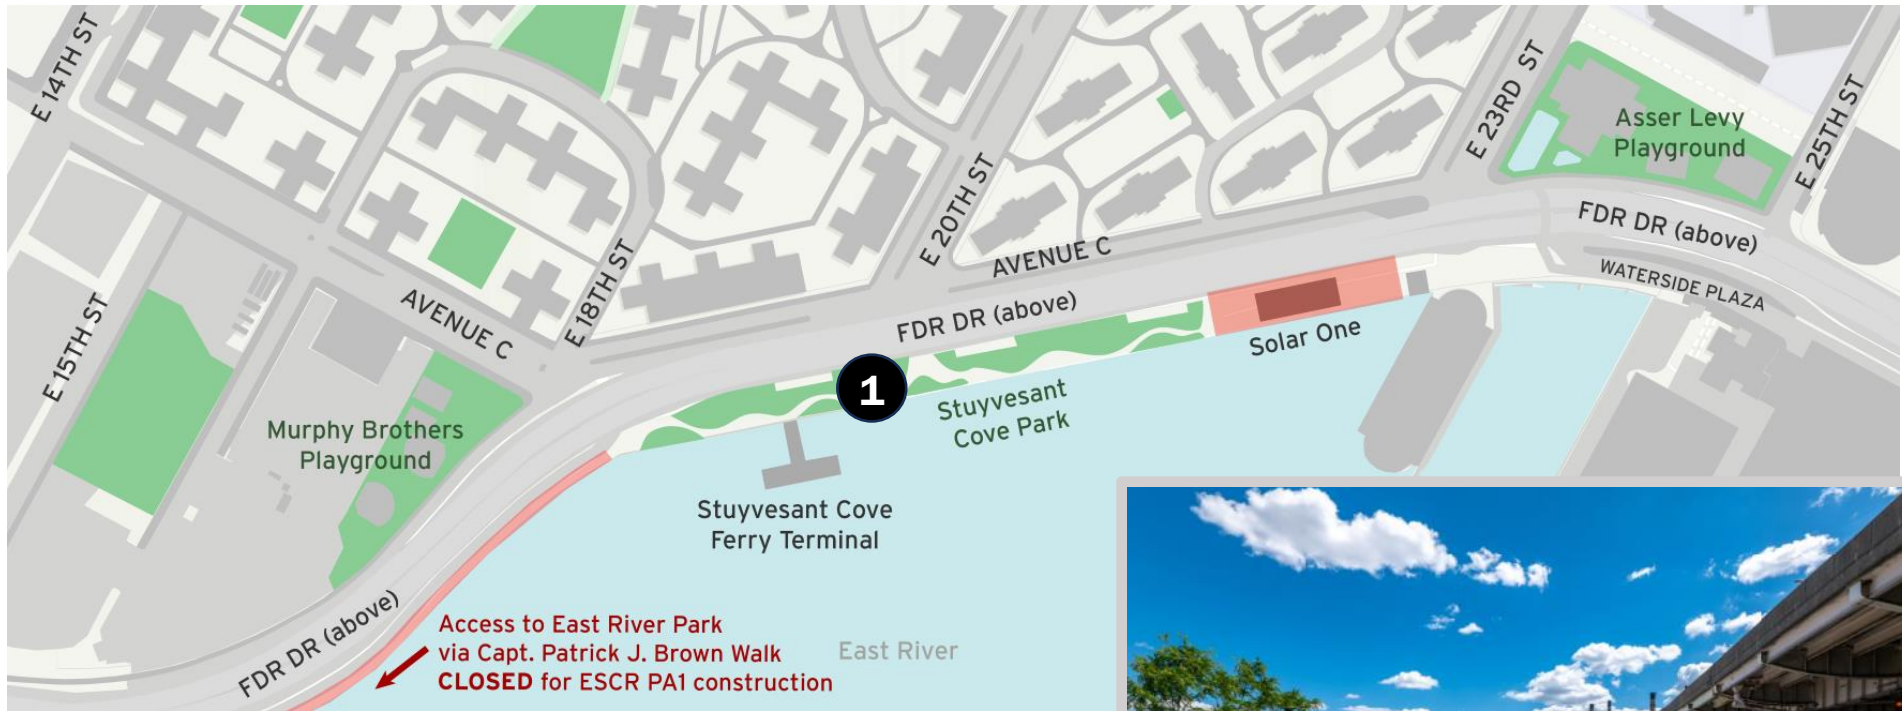 E 14TH ST
E 23RD ST
Asser Levy
Playground
E 25TH ST
E 20TH ST
FDR DR (above)
AVENUE C
E 18TH ST
WATERSIDE PLAZA
AVENUE C
E 15TH ST
FDR DR (above)
Solar One
1
Stuyvesant
Cove Park
Murphy Brothers
Playground
Stuyvesant Cove
Ferry Terminal
FDR DR (above)
Access to East River Park
via Capt. Patrick J. Brown Walk
CLOSED for ESCR PA1 construction
East River